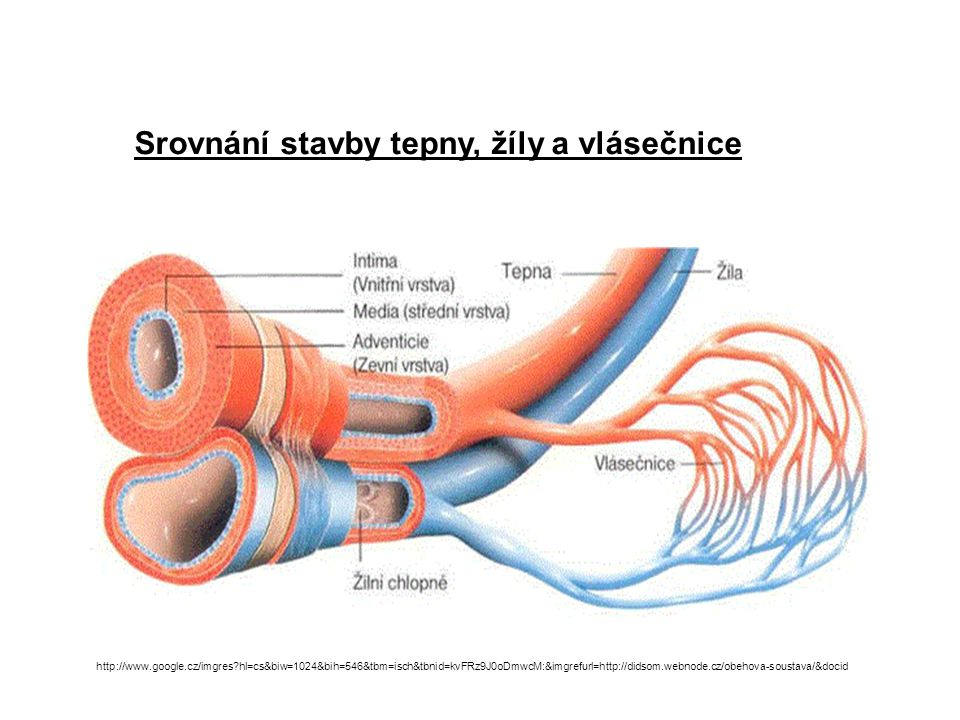 Srovnání stavby tepny, žíly a vlásečnice
Intima
(Vnitřní vrstva)
Media (střední vrstva)
Adventicie
(Zevní vrstva)
Tepna
Žíla
Vlásečnice
Žilní chlopně
http://www.google.cz/imgres?hl=cs&biw=1024&bih=546&tbm=isch&tbnid=kvFRz9J0oDmwcM:&imgrefurl=http://didsom.webnode.cz/obehova-soustava/&docid